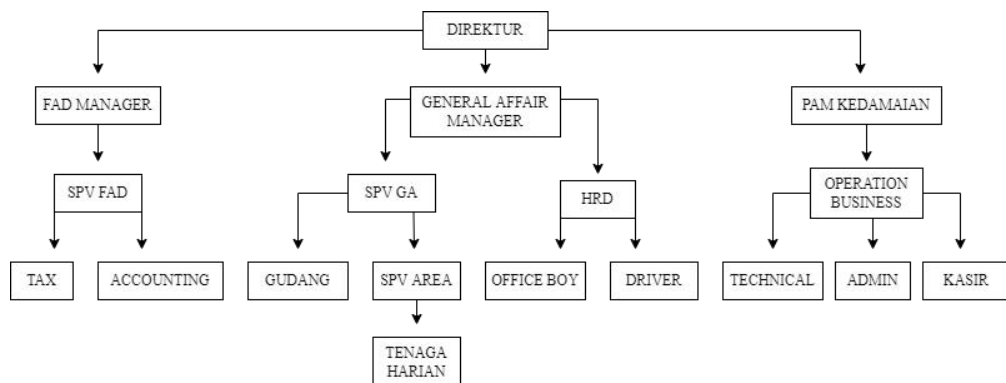 DIREKTUR
FAD MANAGER
GENERAL AFFAIR
MANAGER
PAM KEDAMAIAN
SPV FAD
SPV GA
HRD
OPERATION
BUSINESS
TAX
ACCOUNTING
GUDANG
SPV AREA
OFFICE BOY
DRIVER
TECHNICAL
ADMIN
KASIR
TENAGA
HARIAN